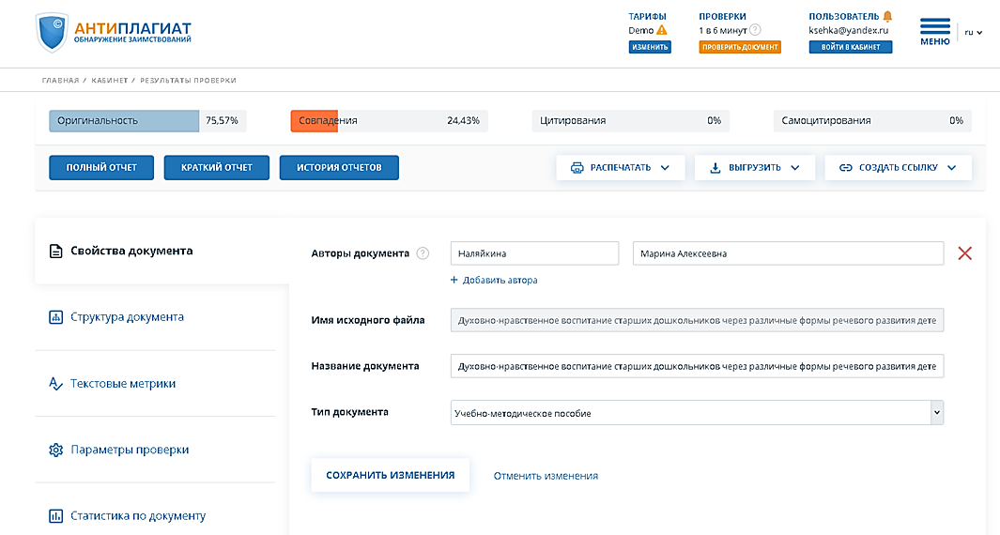 АНТИПЛАГИАТ
ОБНАРУЖЕНИЕ ЗАИМСТВОВАНИЙ
ТАРИФЫ
Demo
ИЗМЕНИТЬ
ПРОВЕРКИ
1 в 6 минут ?
ПРОВЕРИТЬ ДОКУМЕНТ
ПОЛЬЗОВАТЕЛЬ
ksehka@yandex.ru
ВОЙТИ В КАБИНЕТ
МЕНЮ
ru
ГЛАВНАЯ / КАБИНЕТ / РЕЗУЛЬТАТЫ ПРОВЕРКИ
Оригинальность 75,57%
Совпадения 24,43%
Цитирования 0%
Самоцитирования 0%
ПОЛНЫЙ ОТЧЕТ
КРАТКИЙ ОТЧЕТ
ИСТОРИЯ ОТЧЕТОВ
РАСПЕЧАТАТЬ
ВЫГРУЗИТЬ
СОЗДАТЬ ССЫЛКУ
Свойства документа
Структура документа
Текстовые метрики
Параметры проверки
Статистика по документу
Авторы документа ? Наляйкина Марина Алексеевна
+ Добавить автора
Имя исходного файла Духовно-нравственное воспитание старших дошкольников через различные формы речевого развития дете
Название документа Духовно-нравственное воспитание старших дошкольников через различные формы речевого развития дете
Тип документа Учебно-методическое пособие
СОХРАНИТЬ ИЗМЕНЕНИЯ Отменить изменения